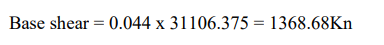 Base shear = 0.044 x 31106.375 = 1368.68Kn